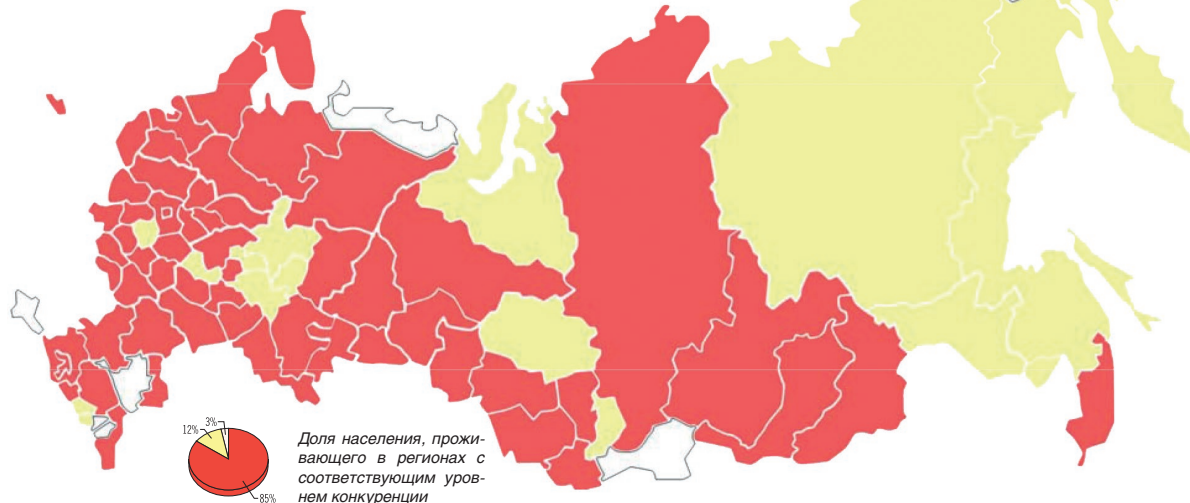 12%
3%
85%
Доля населения, прожи-
вающего в регионах с
соответствующим уров-
нем конкуренции